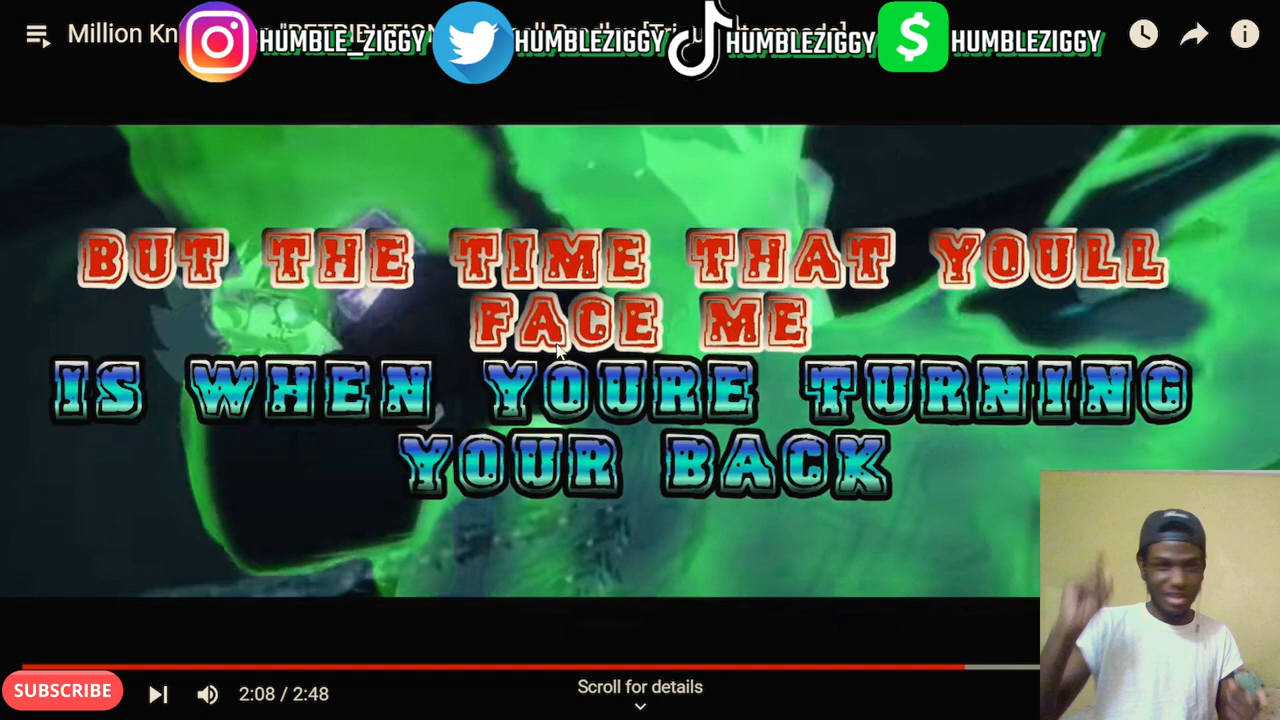 Million Kn
HUMBLE_ZIGGY
HUMBLEZIGGY
HUMBLEZIGGY
HUMBLEZIGGY
BUT THE TIME THAT YOULL
FACE ME
IS WHEN YOURE TURNING
YOUR BACK
SUBSCRIBE
2:08 / 2:48
Scroll for details